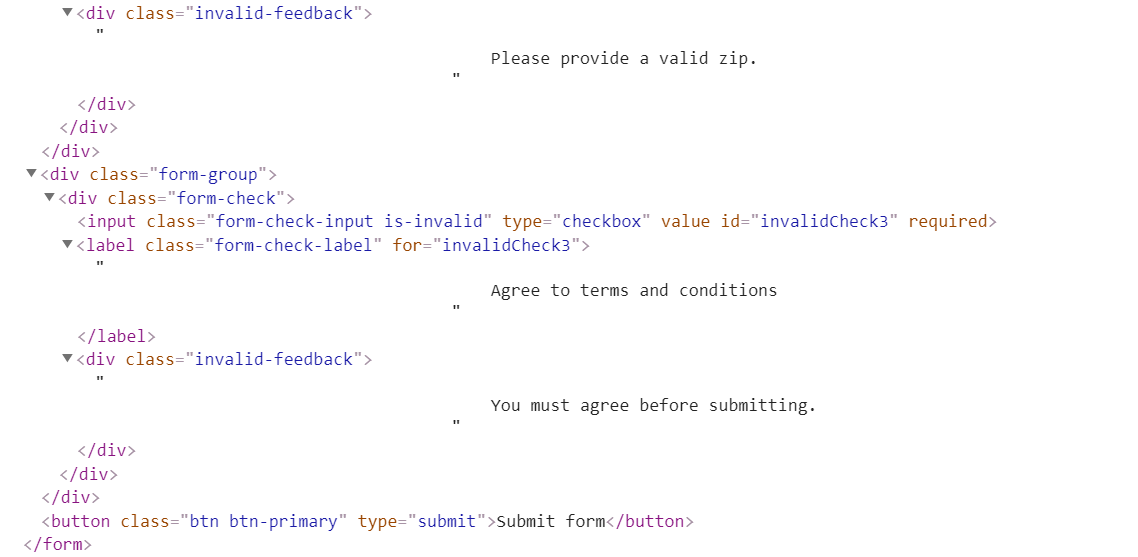 ▼<div class="invalid-feedback">
"
Please provide a valid zip.
"
</div>
</div>
</div>
▼<div class="form-group">
▼<div class="form-check">
<input class="form-check-input is-invalid" type="checkbox" value id="invalidCheck3" required>
▼<label class="form-check-label" for="invalidCheck3">
"
Agree to terms and conditions
"
</label>
▼<div class="invalid-feedback">
"
You must agree before submitting.
"
</div>
</div>
</div>
<button class="btn btn-primary" type="submit">Submit form</button>
</form>